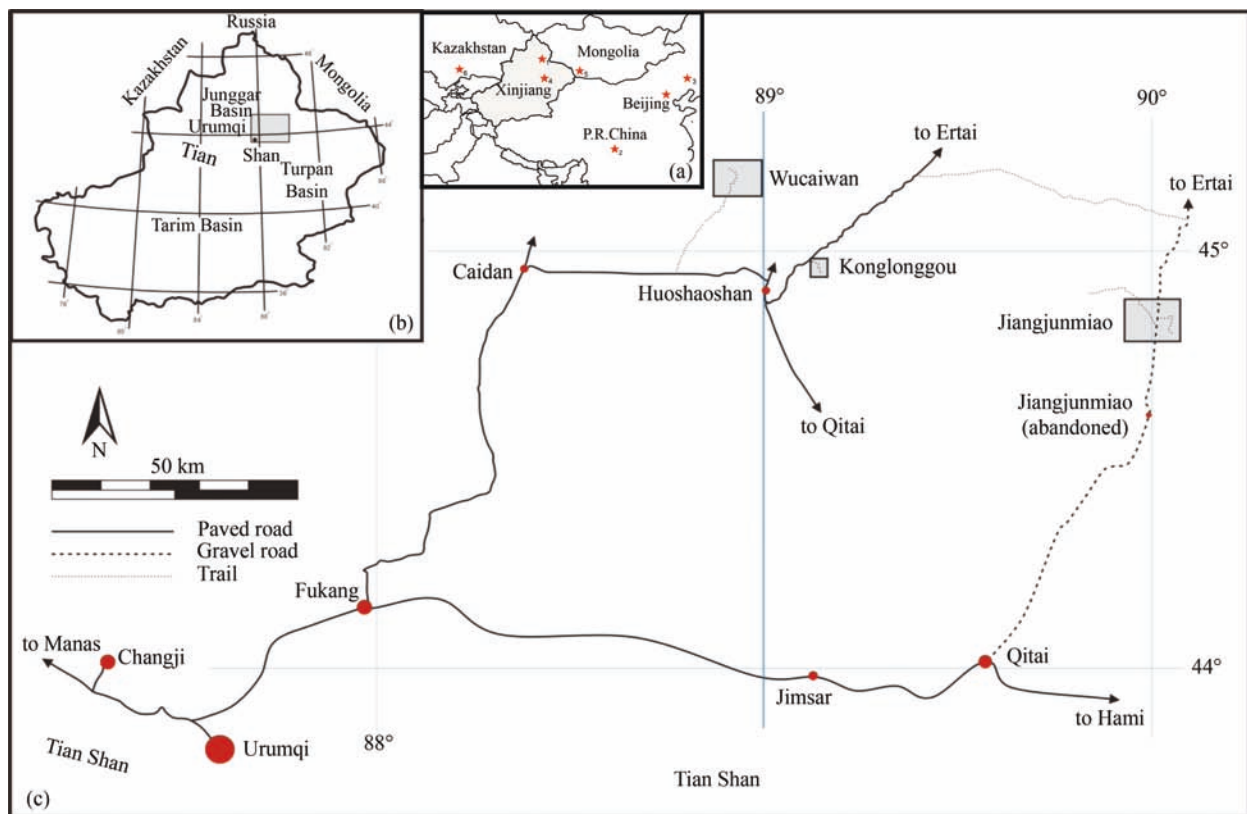 Russia
Kazakhstan
Mongolia
Junggar
Basin
Urumqi
Tian
Shan
Turpan
Basin
Tarim Basin
(b)
Kazakhstan
Mongolia
Xinjiang
Beijing
P.R.China
(a)
89°
90°
to Ertai
Wucaiwan
to Ertai
45°
Caidan
Konglonggou
Huoshaoshan
Jiangjunmiao
Jiangjunmiao
(abandoned)
to Qitai
N
50 km
Paved road
Gravel road
Trail
Fukang
to Manas
Changji
Qitai
44°
Jimsar
to Hami
Urumqi
88°
Tian Shan
Tian Shan
(c)